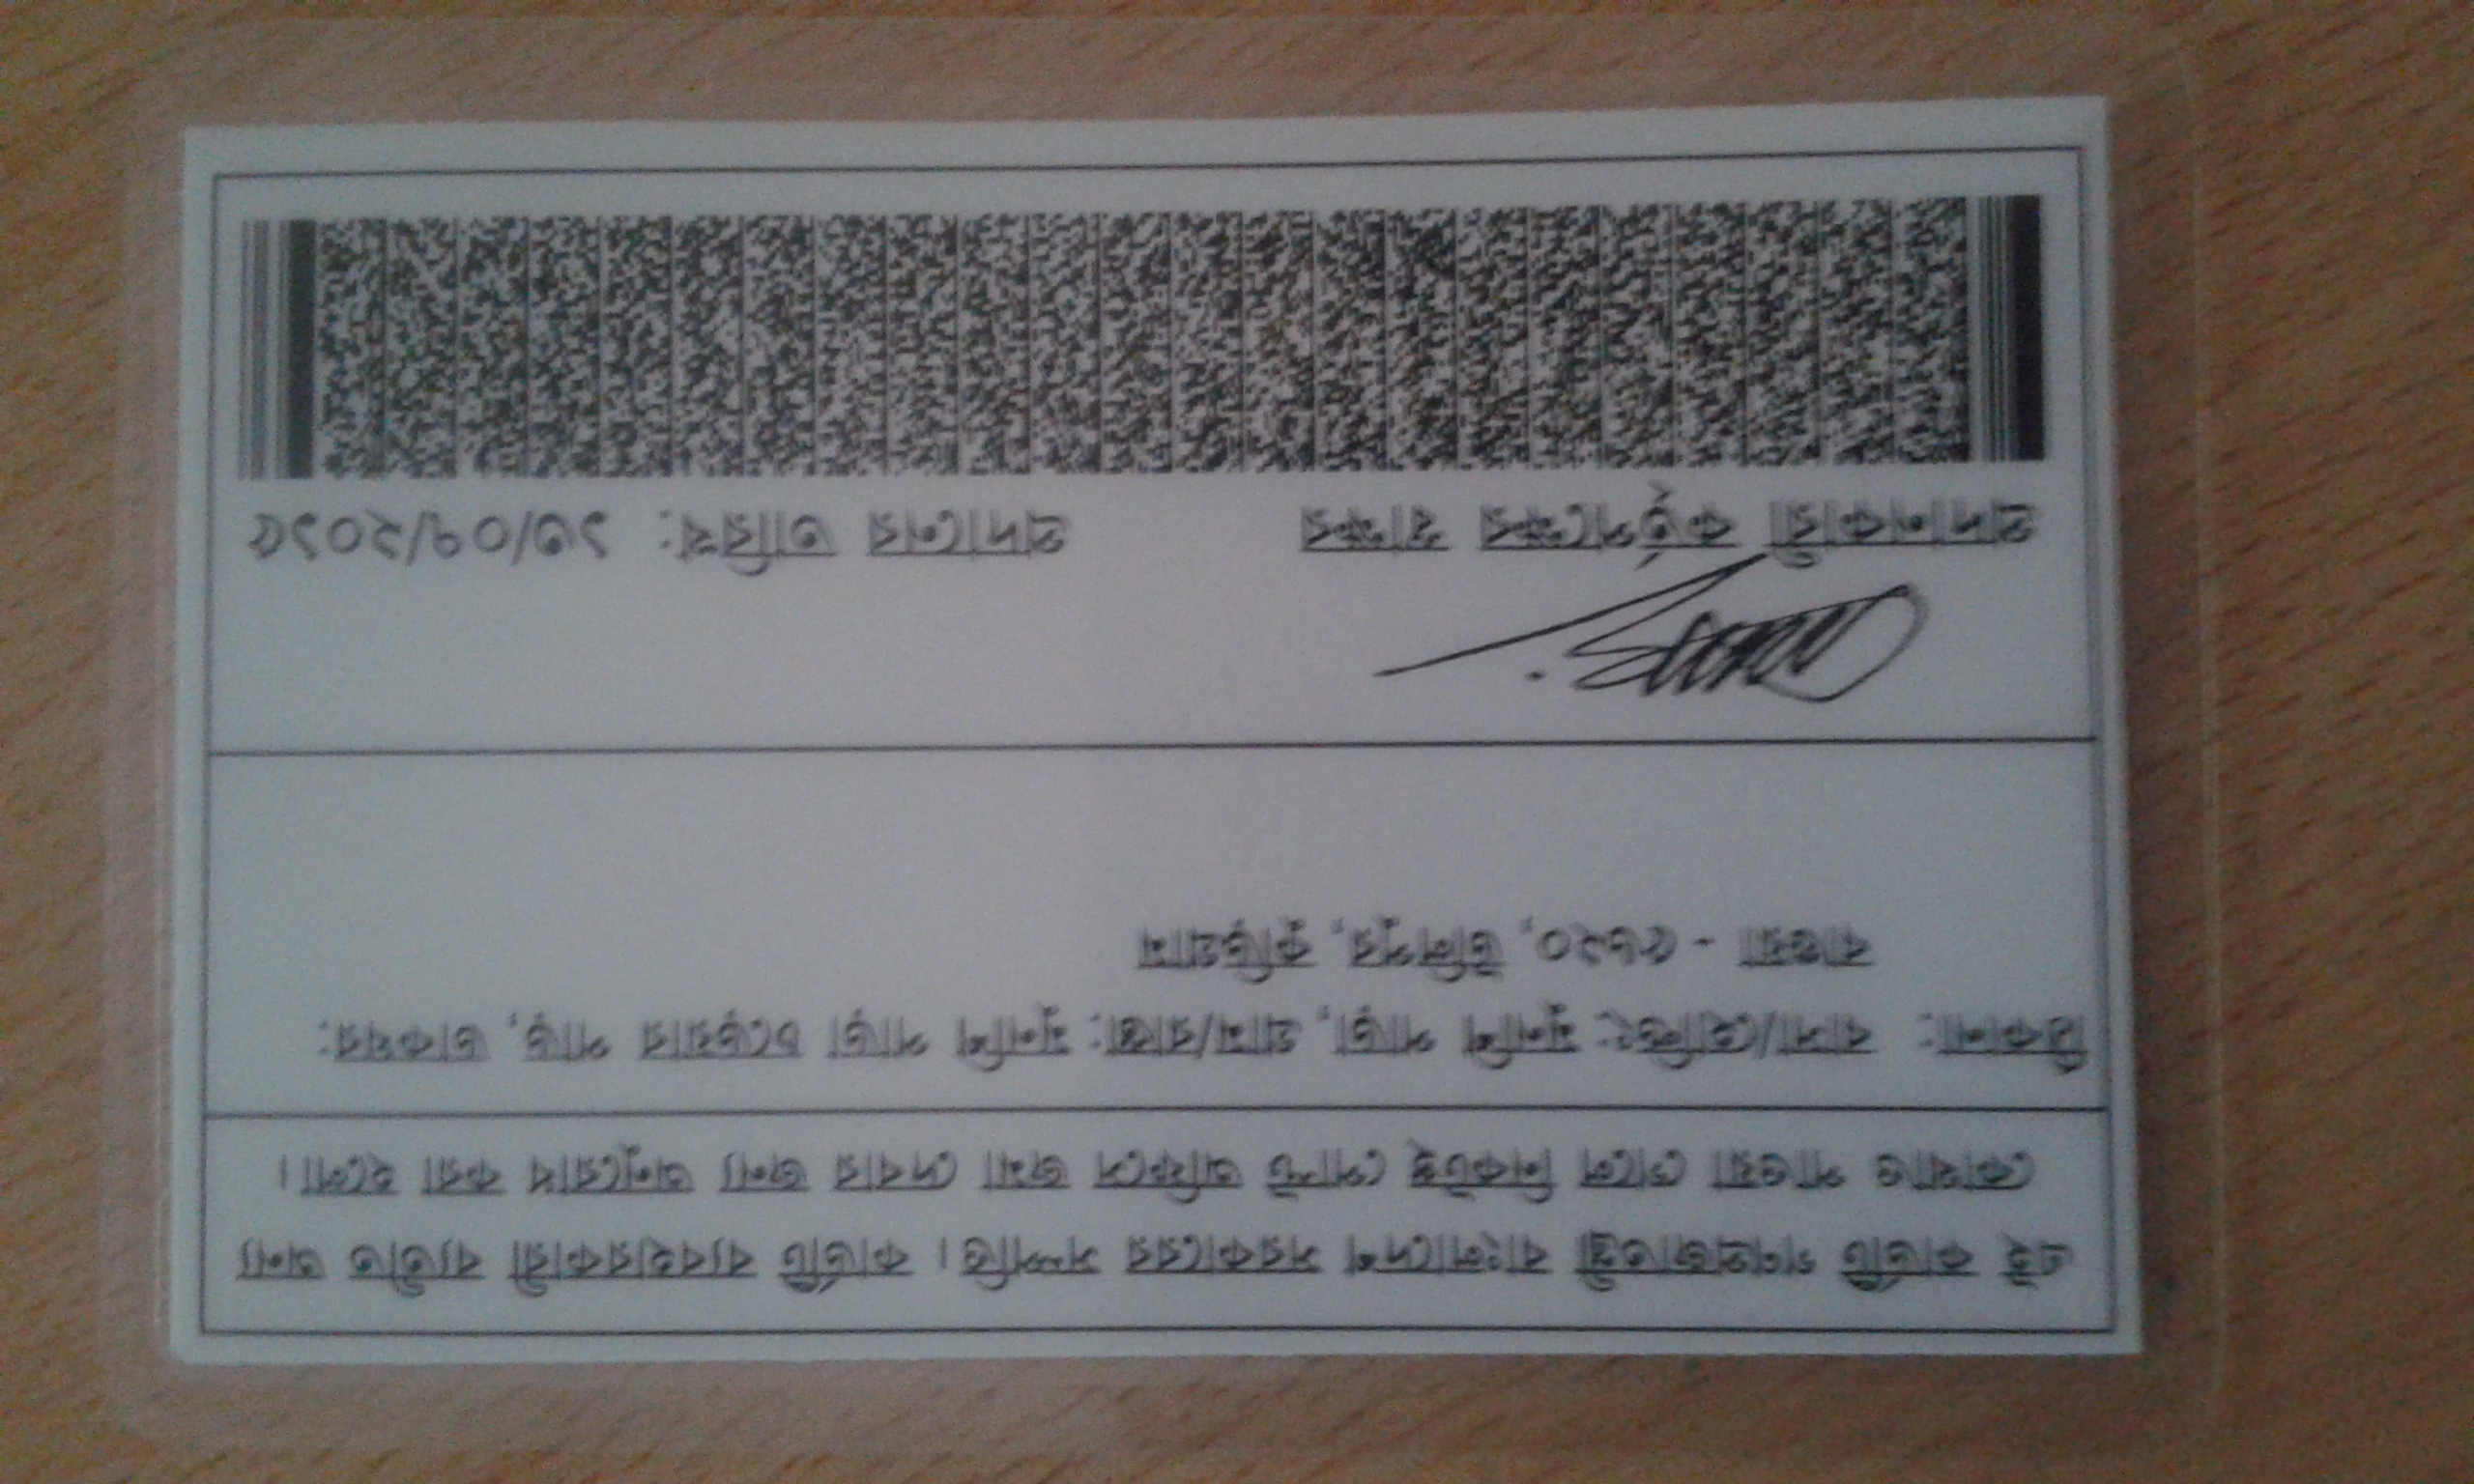 এই কার্ডটি গণপ্রজাতন্ত্রী বাংলাদেশ সরকারের সম্পত্তি। কার্ডটি ব্যবহারকারী ব্যতীত অন্য
কোথাও পাওয়া গেলে নিকটস্থ পোস্ট অফিসে জমা দেবার জন্য অনুরোধ করা হলো।
ঠিকানা: বাসা/হোল্ডিং: মুনশি পাড়া, গ্রাম/রাস্তা: মুনশি পাড়া চড়েয়ার পাড়, ডাকঘর:
- ৫৬২০, উলিপুর, কুড়িগ্রাম
প্রদানকারী কর্তৃপক্ষের স্বাক্ষর প্রদানের তারিখ: ১৩/০৭/২০১৫